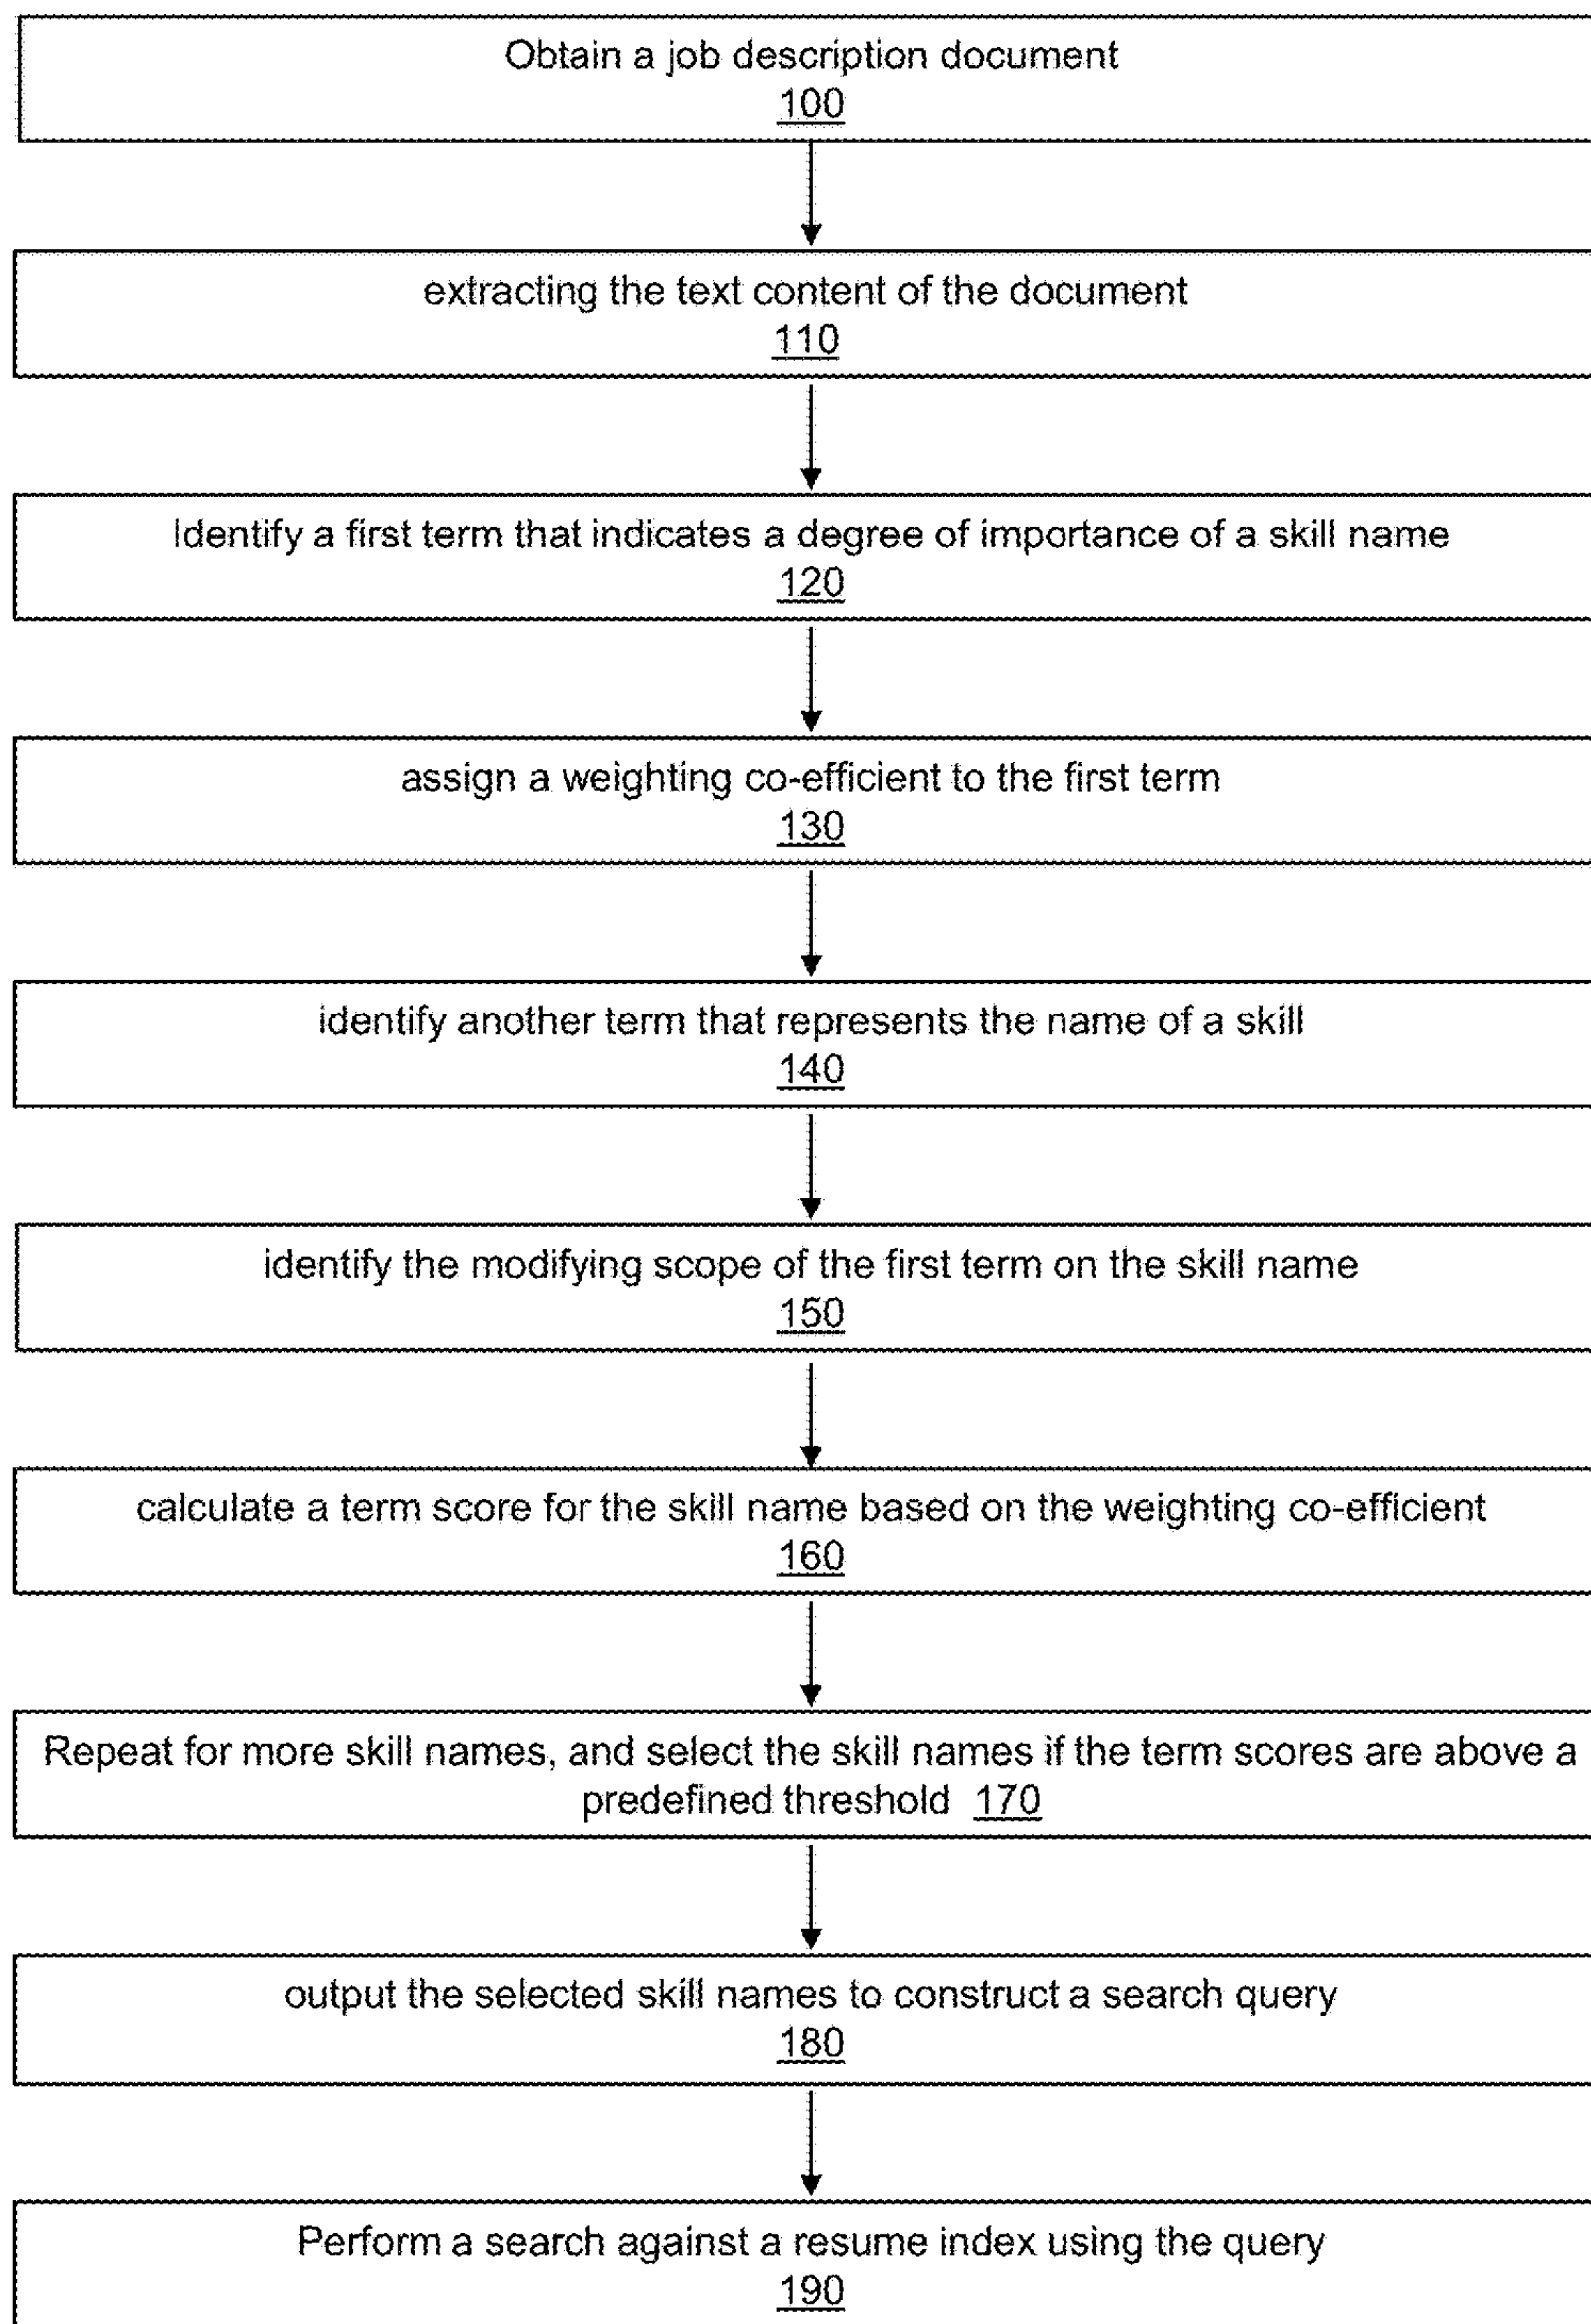 Obtain a job description document
100
extracting the text content of the document
110
Identify a first term that indicates a degree of importance of a skill name
120
assign a weighting co-efficient to the first term
130
identify another term that represents the name of a skill
140
identify the modifying scope of the first term on the skill name
150
calculate a term score for the skill name based on the weighting co-efficient
160
Repeat for more skill names, and select the skill names if the term scores are above a
predefined threshold 170
output the selected skill names to construct a search query
180
Perform a search against a resume index using the query
190